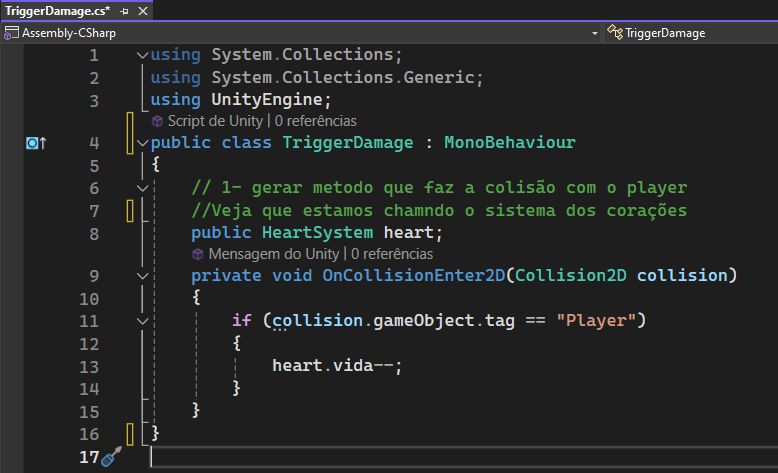 TriggerDamage.cs*
Assembly-CSharp TriggerDamage
1 using System.Collections;
2 using System.Collections.Generic;
3 using UnityEngine;
Script de Unity | 0 referências
4 public class TriggerDamage : MonoBehaviour
5 {
6 // 1- gerar metodo que faz a colisão com o player
7 //Veja que estamos chamndo o sistema dos corações
8 public HeartSystem heart;
Mensagem do Unity | 0 referências
9 private void OnCollisionEnter2D(Collision2D collision)
10 {
11 if (collision.gameObject.tag == "Player")
12 {
13 heart.vida--;
14 }
15 }
16 }
17